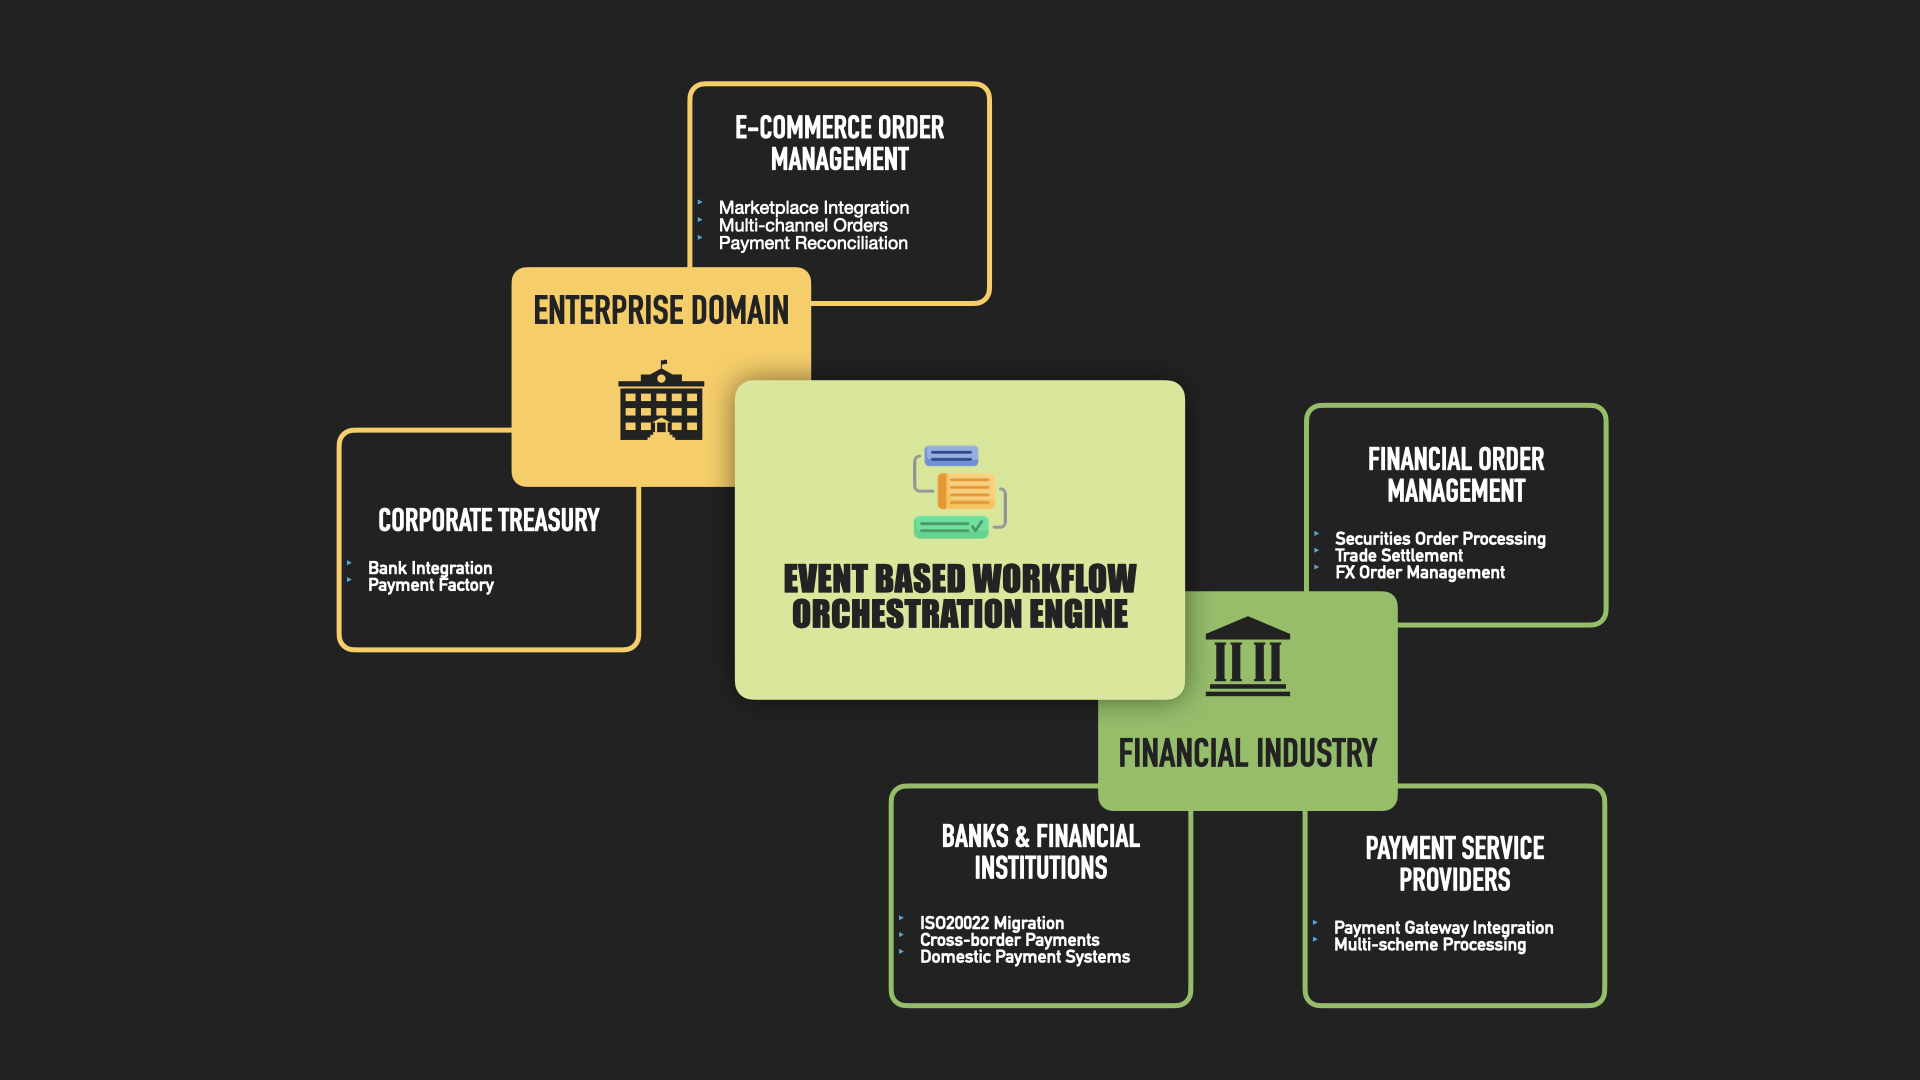 E-COMMERCE ORDER
MANAGEMENT
Marketplace Integration
Multi-channel Orders
Payment Reconciliation
ENTERPRISE DOMAIN
CORPORATE TREASURY
Bank Integration
Payment Factory
EVENT BASED WORKFLOW
ORCHESTRATION ENGINE
FINANCIAL ORDER
MANAGEMENT
Securities Order Processing
Trade Settlement
FX Order Management
FINANCIAL INDUSTRY
BANKS & FINANCIAL
INSTITUTIONS
ISO20022 Migration
Cross-border Payments
Domestic Payment Systems
PAYMENT SERVICE
PROVIDERS
Payment Gateway Integration
Multi-scheme Processing